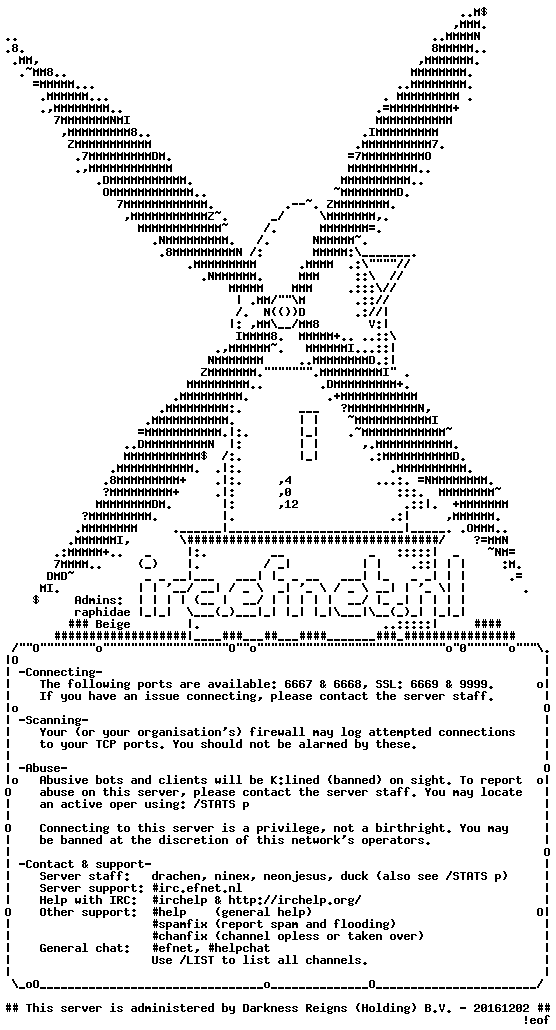 ,4
,0
,12
irc.choopa.nl
Admins:
raphidae
### Beige
-Connecting-
The following ports are available: 6667 & 6668, SSL: 6669 & 9999.
If you have an issue connecting, please contact the server staff.
-Scanning-
Your (or your organisation's) firewall may log attempted connections
to your TCP ports. You should not be alarmed by these.
-Abuse-
Abusive bots and clients will be K:lined (banned) on sight. To report
abuse on this server, please contact the server staff. You may locate
an active oper using: /STATS p
Connecting to this server is a privilege, not a birthright. You may
be banned at the discretion of this network's operators.
-Contact & support-
Server staff: drachen, ninex, neonjesus, duck (also see /STATS p)
Server support: #irc.efnet.nl
Help with IRC: #irchelp & http://irchelp.org/
Other support: #help (general help)
#spamfix (report spam and flooding)
#chanfix (channel opless or taken over)
General chat: #efnet, #helpchat
Use /LIST to list all channels.
## This server is administered by Darkness Reigns (Holding) B.V. - 20161202 ##
!eof